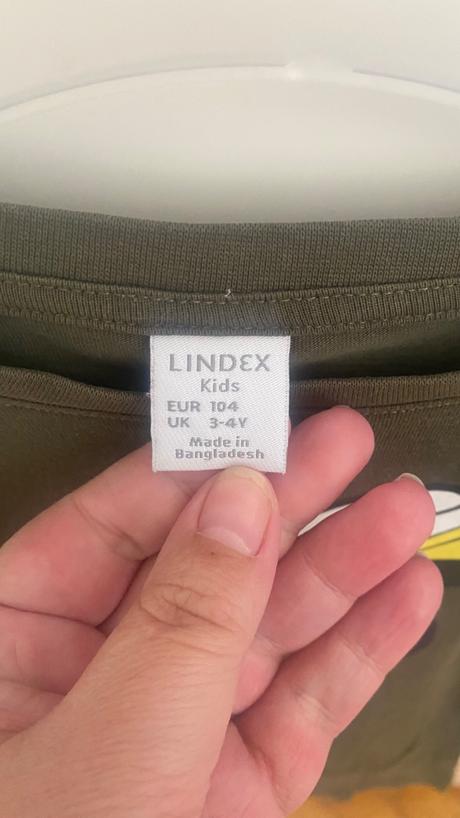 LINDEX
Kids
EUR 104
UK 3-4Y
Made in
Bangladesh